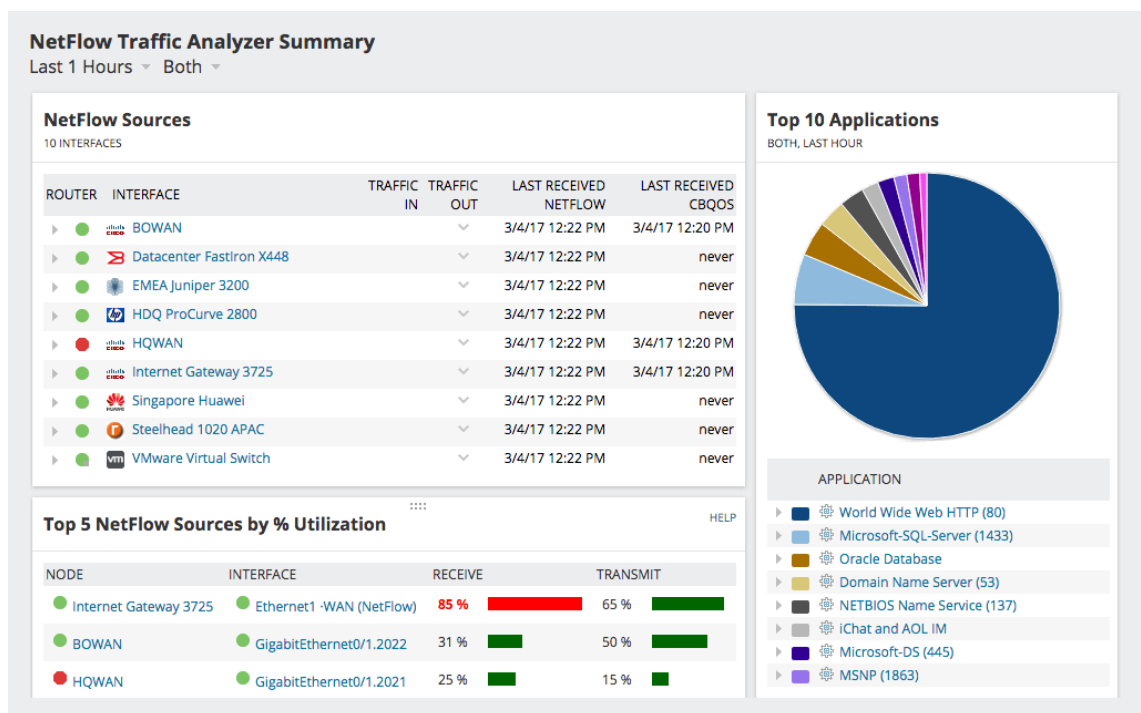 NetFlow Traffic Analyzer Summary
Last 1 Hours Both
NetFlow Sources
10 INTERFACES
ROUTER INTERFACE TRAFFIC IN TRAFFIC OUT LAST RECEIVED NETFLOW LAST RECEIVED CBQOS
CISCO BOWAN 3/4/17 12:22 PM 3/4/17 12:20 PM
Datacenter FastIron X448 3/4/17 12:22 PM never
EMEA Juniper 3200 3/4/17 12:22 PM never
hp HDQ ProCurve 2800 3/4/17 12:22 PM never
CISCO HQWAN 3/4/17 12:22 PM 3/4/17 12:20 PM
CISCO Internet Gateway 3725 3/4/17 12:22 PM 3/4/17 12:20 PM
HUAWEI Singapore Huawei 3/4/17 12:22 PM never
Steelhead 1020 APAC 3/4/17 12:22 PM never
vm VMware Virtual Switch 3/4/17 12:22 PM never
Top 5 NetFlow Sources by % Utilization HELP
NODE INTERFACE RECEIVE TRANSMIT
Internet Gateway 3725 Ethernet1 -WAN (NetFlow) 85 % 65 %
BOWAN GigabitEthernet0/1.2022 31 % 50 %
HQWAN GigabitEthernet0/1.2021 25 % 15 %
Top 10 Applications
BOTH, LAST HOUR
APPLICATION
World Wide Web HTTP (80)
Microsoft-SQL-Server (1433)
Oracle Database
Domain Name Server (53)
NETBIOS Name Service (137)
iChat and AOL IM
Microsoft-DS (445)
MSNP (1863)